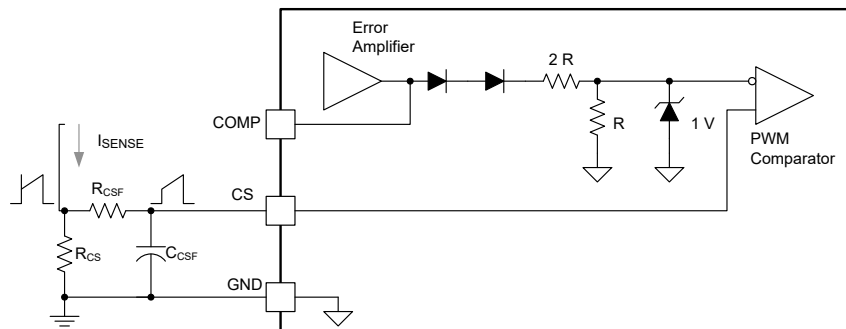 Error
Amplifier
2 R
COMP
R
1 V
PWM
Comparator
ISENSE
RCSF
CS
RCS
CCSF
GND